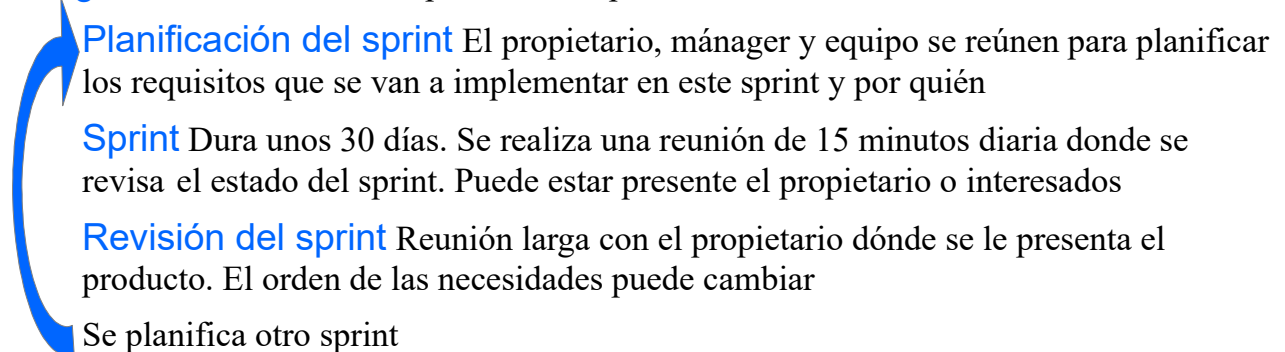 Planificación del sprint El propietario, mánager y equipo se reúnen para planificar
los requisitos que se van a implementar en este sprint y por quién
Sprint Dura unos 30 días. Se realiza una reunión de 15 minutos diaria donde se
revisa el estado del sprint. Puede estar presente el propietario o interesados
Revisión del sprint Reunión larga con el propietario dónde se le presenta el
producto. El orden de las necesidades puede cambiar
Se planifica otro sprint